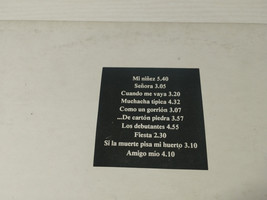 Mi niñez 5.40
Señora 3.05
Cuando me vaya 3.20
Muchacha típica 4.32
Como un gorrión 3.07
...De cartón piedra 3.57
Los debutantes 4.55
Fiesta 2.30
Si la muerte pisa mi huerto 3.10
Amigo mío 4.10